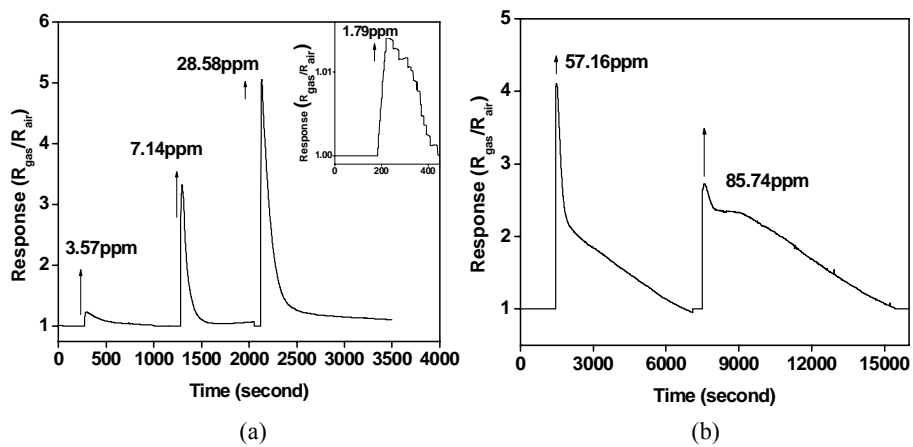 6
5
4
3
2
1
Response (R_gas/R_air)
0 500 1000 1500 2000 2500 3000 3500 4000
Time (second)
3.57ppm
7.14ppm
28.58ppm
1.79ppm
1.01
1.00
Response (R_gas/R_air)
0 200 400
(a)
5
4
3
2
1
Response (R_gas/R_air)
0 3000 6000 9000 12000 15000
Time (second)
57.16ppm
85.74ppm
(b)